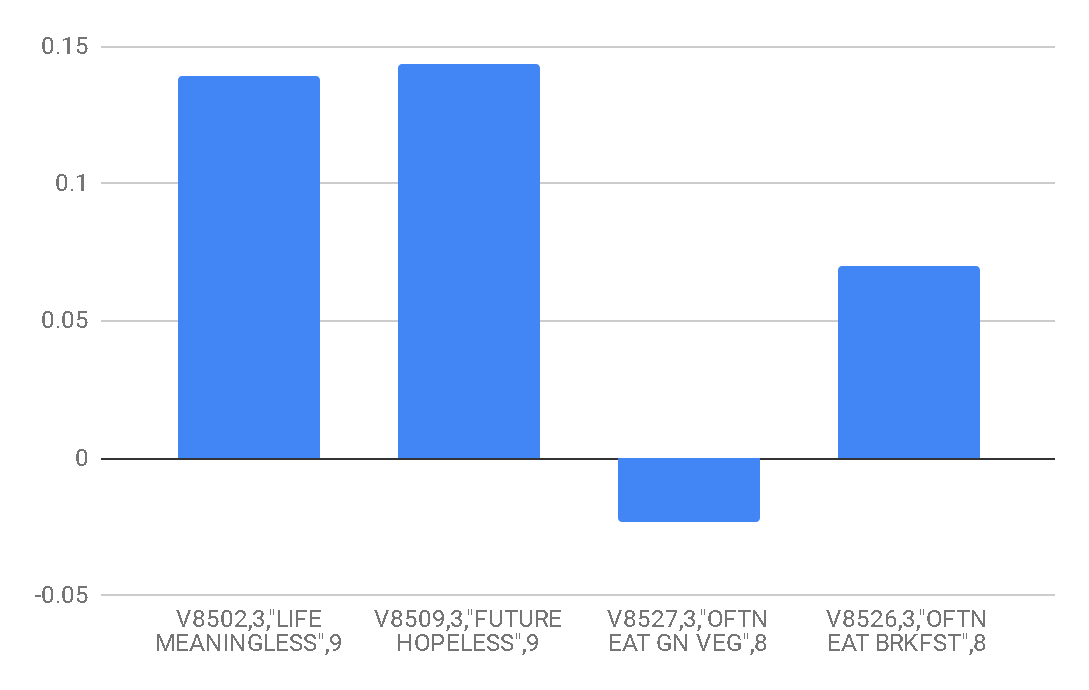 0.15
0.1
0.05
0
-0.05
V8502,3,"LIFE
MEANINGLESS",9
V8509,3,"FUTURE
HOPELESS",9
V8527,3,"OFTN
EAT GN VEG",8
V8526,3,"OFTN
EAT BRKFST",8